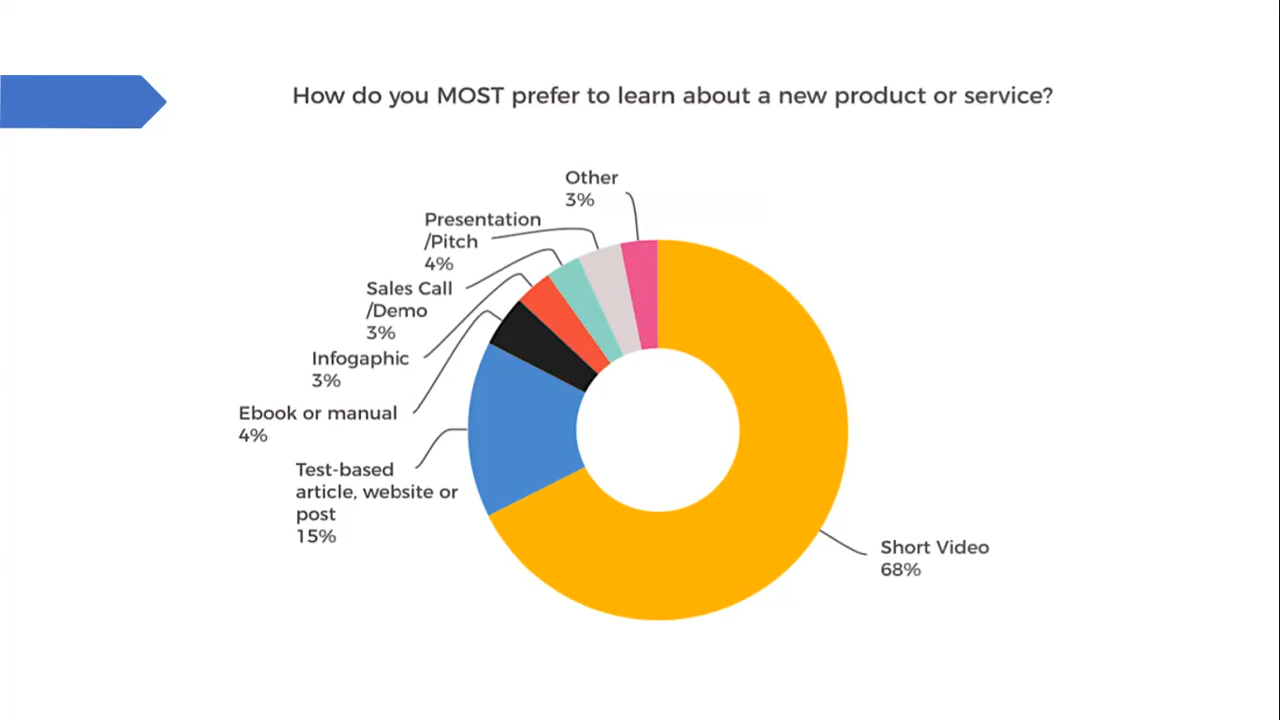 How do you MOST prefer to learn about a new product or service?
Other
3%
Presentation
/Pitch
4%
Sales Call
/Demo
3%
Infographic
3%
Ebook or manual
4%
Test-based
article, website or
post
15%
Short Video
68%